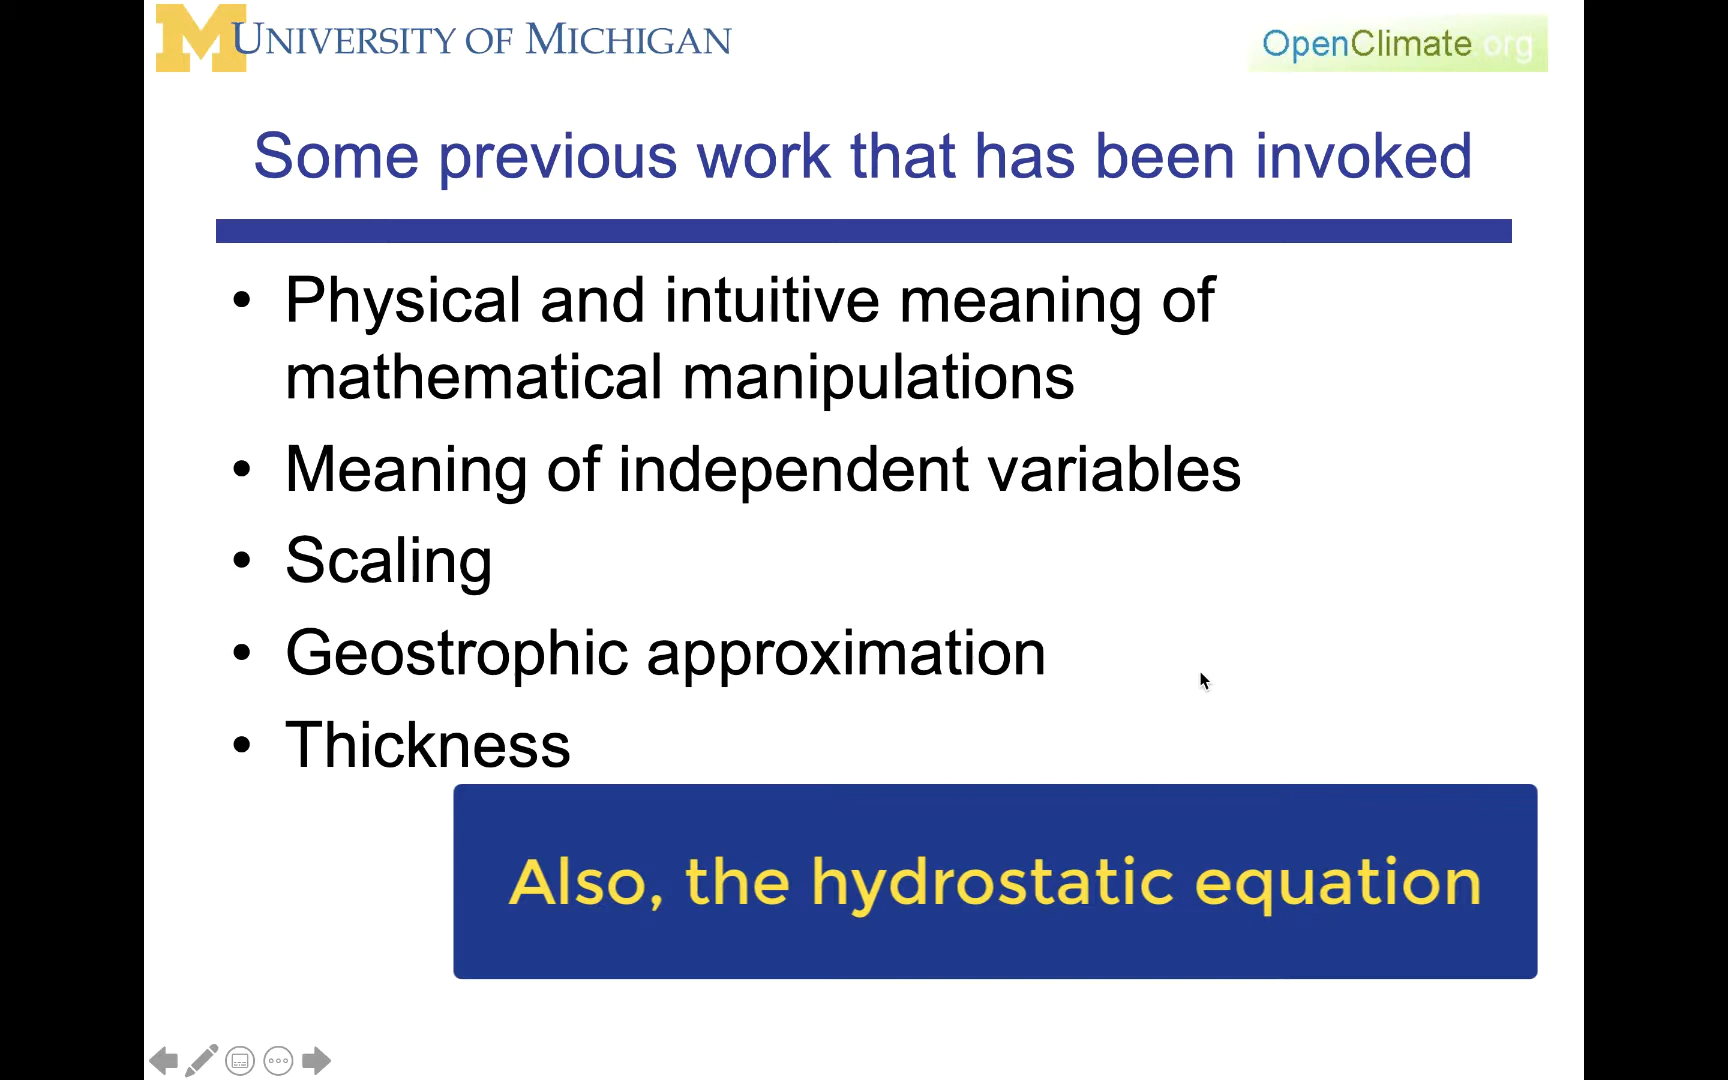 M UNIVERSITY OF MICHIGAN
OpenClimate.org
Some previous work that has been invoked
• Physical and intuitive meaning of
mathematical manipulations
• Meaning of independent variables
• Scaling
• Geostrophic approximation
• Thickness
Also, the hydrostatic equation